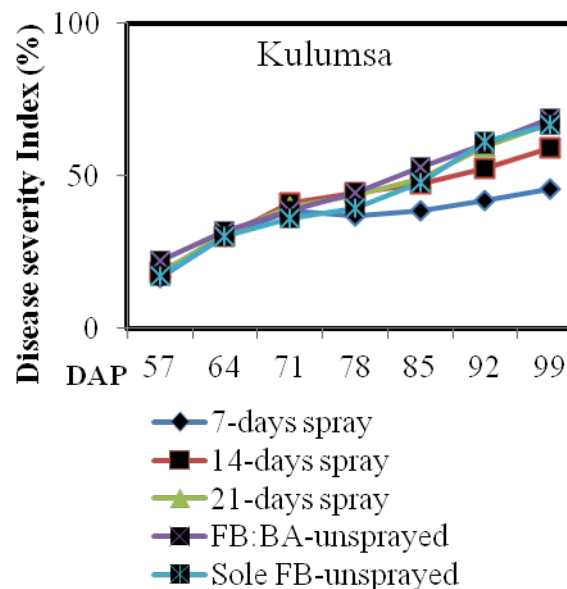 100
Kulumsa
Disease severity Index (%)
50
0
DAP 57 64 71 78 85 92 99
7-days spray
14-days spray
21-days spray
FB:BA-unsprayed
Sole FB-unsprayed